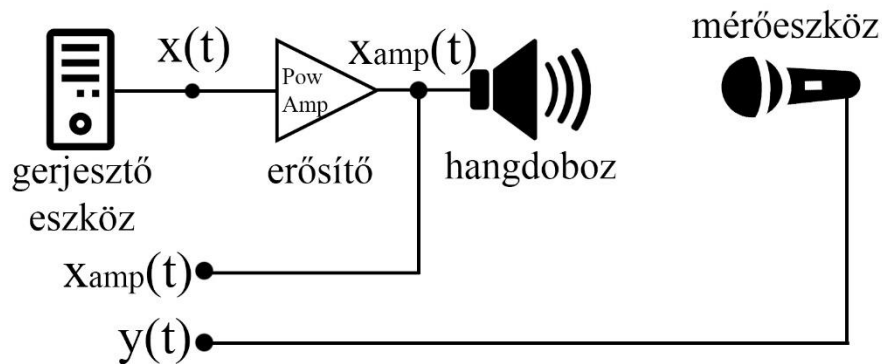 x(t)
Pow
Amp
xamp(t)
mérőeszköz
gerjesztő
eszköz
erősítő
hangdoboz
xamp(t)
y(t)